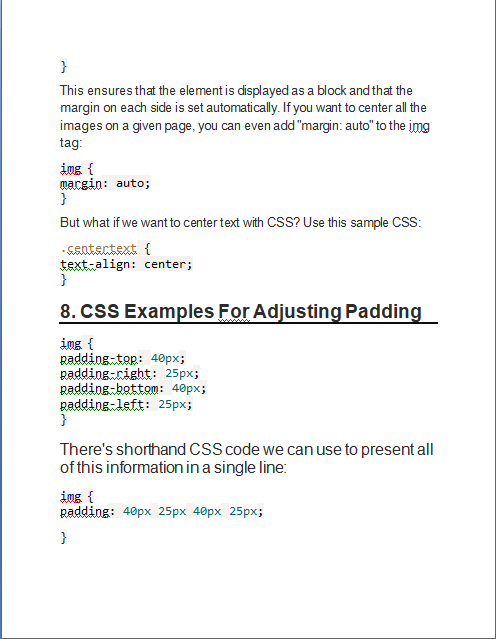 }
This ensures that the element is displayed as a block and that the
margin on each side is set automatically. If you want to center all the
images on a given page, you can even add "margin: auto" to the img
tag:
img {
margin: auto;
}
But what if we want to center text with CSS? Use this sample CSS:
.centertext {
text-align: center;
}
8. CSS Examples For Adjusting Padding
img {
padding-top: 40px;
padding-right: 25px;
padding-bottom: 40px;
padding-left: 25px;
}
There's shorthand CSS code we can use to present all
of this information in a single line:
img {
padding: 40px 25px 40px 25px;
}